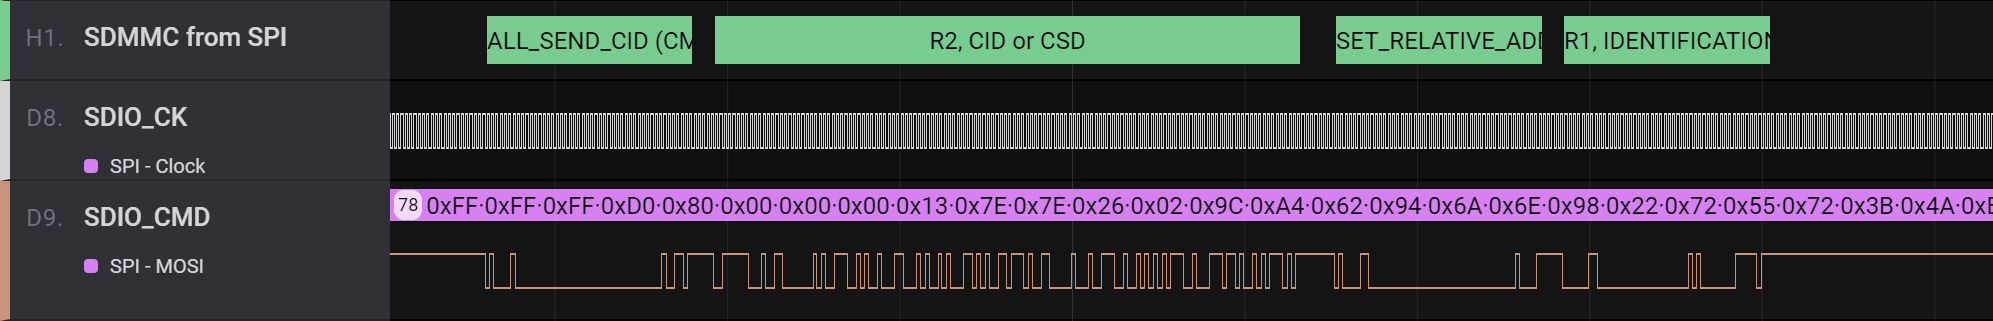 H1. SDMMC from SPI ALL_SEND_CID (CM R2, CID or CSD SET_RELATIVE_ADD R1, IDENTIFICATION
D8. SDIO_CK
SPI - Clock
78 0xFF·0xFF·0xFF·0xD0·0x80·0x00·0x00·0x00·0x13·0x7E·0x7E·0x26·0x02·0x9C·0xA4·0x62·0x94·0x6A·0x6E·0x98·0x22·0x72·0x55·0x72·0x3B·0x4A·0xE
D9. SDIO_CMD
SPI - MOSI